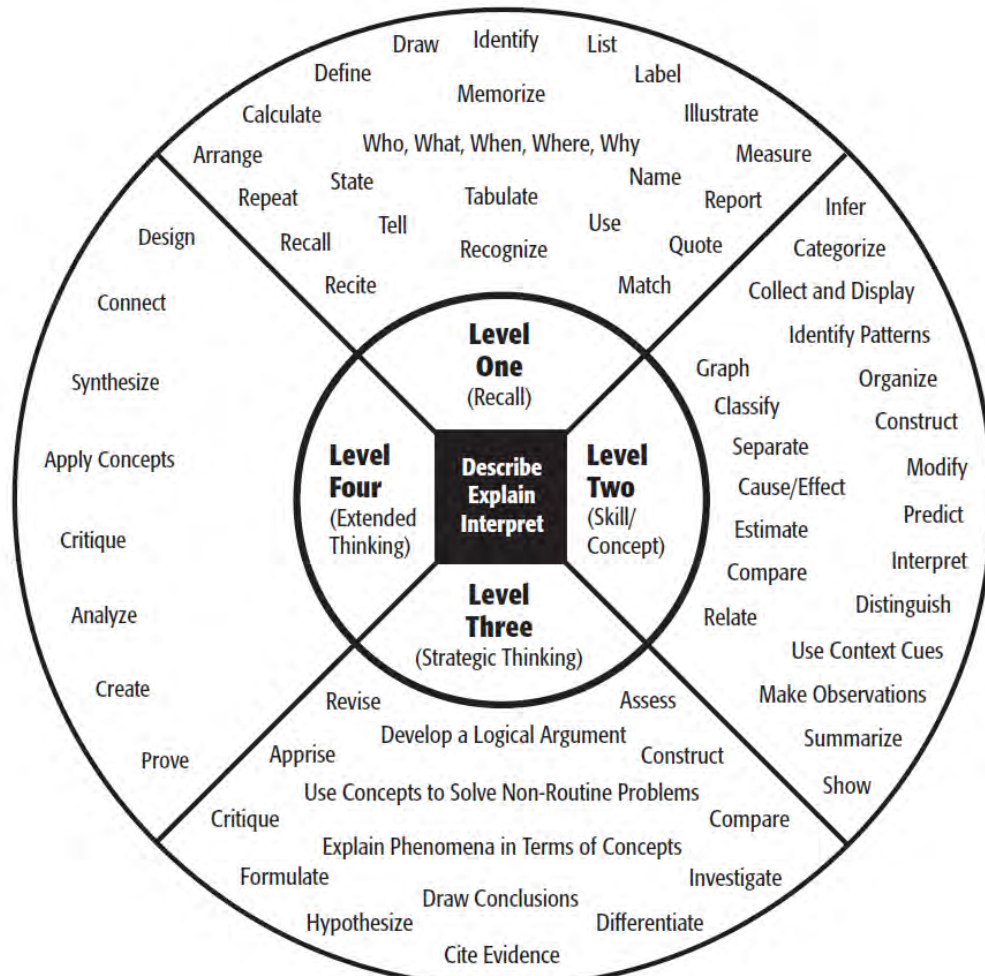 Draw
Identify
List
Define
Label
Memorize
Calculate
Illustrate
Who, What, When, Where, Why
Arrange
Measure
State
Name
Repeat
Tabulate
Report
Tell
Use
Recall
Recognize
Quote
Recite
Match
Level
One
(Recall)
Infer
Categorize
Collect and Display
Identify Patterns
Graph
Organize
Classify
Construct
Separate
Modify
Cause/Effect
Predict
Estimate
Interpret
Compare
Distinguish
Relate
Use Context Cues
Make Observations
Summarize
Show
Level
Two
(Skill/
Concept)
Describe
Explain
Interpret
Level
Three
(Strategic Thinking)
Revise
Assess
Develop a Logical Argument
Apprise
Construct
Use Concepts to Solve Non-Routine Problems
Critique
Compare
Explain Phenomena in Terms of Concepts
Formulate
Investigate
Draw Conclusions
Hypothesize
Differentiate
Cite Evidence
Level
Four
(Extended
Thinking)
Design
Connect
Synthesize
Apply Concepts
Critique
Analyze
Create
Prove